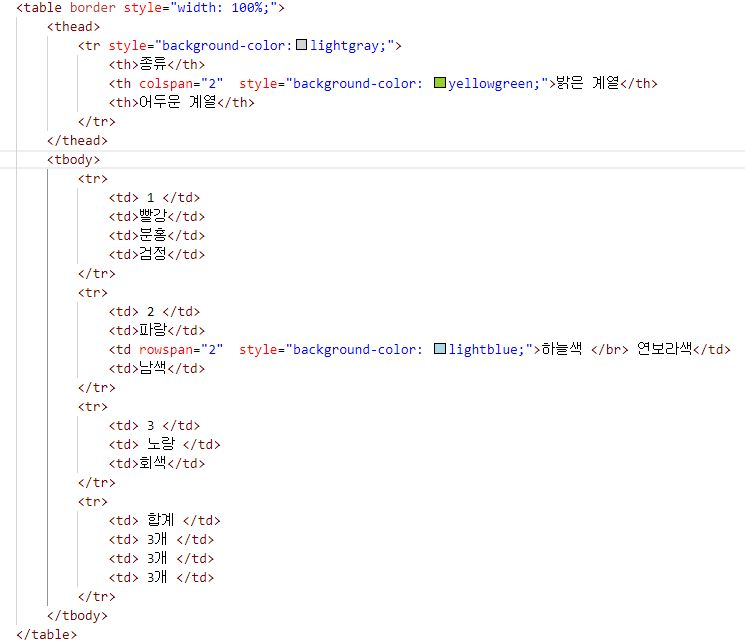 <table border style="width: 100%;">
<thead>
<tr style="background-color: lightgray;">
<th>종류</th>
<th colspan="2"  style="background-color: yellowgreen;">밝은 계열</th>
<th>어두운 계열</th>
</tr>
</thead>
<tbody>
<tr>
<td> 1 </td>
<td>빨강</td>
<td>분홍</td>
<td>검정</td>
</tr>
<tr>
<td> 2 </td>
<td>파랑</td>
<td rowspan="2"  style="background-color: lightblue;">하늘색 </br> 연보라색</td>
<td>남색</td>
</tr>
<tr>
<td> 3 </td>
<td> 노랑 </td>
<td>회색</td>
</tr>
<tr>
<td> 합계 </td>
<td> 3개 </td>
<td> 3개 </td>
<td> 3개 </td>
</tr>
</tbody>
</table>